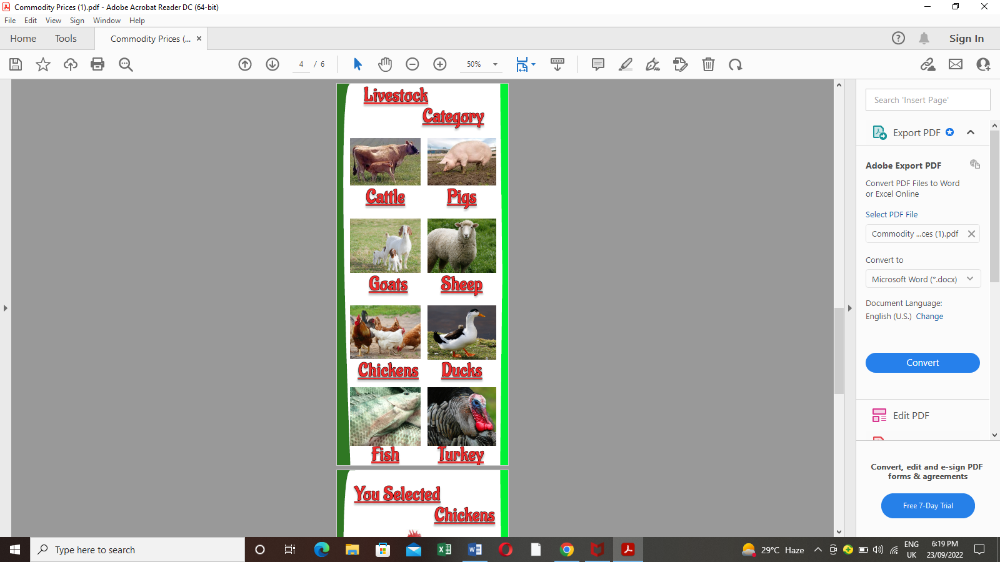 Commodity Prices (1).pdf - Adobe Acrobat Reader DC (64-bit)
File Edit View Sign Window Help
Home Tools Commodity Prices (... × Sign In
4 / 6 50%
Livestock
Category
Cattle Pigs
Goats Sheep
Chickens Ducks
Fish Turkey
You Selected
Chickens
Search 'Insert Page'
Export PDF
Adobe Export PDF
Convert PDF Files to Word
or Excel Online
Select PDF File
Commodity ...ces (1).pdf
Convert to
Microsoft Word (*.docx)
Document Language:
English (U.S.) Change
Convert
Edit PDF
Convert, edit and e-sign PDF
forms & agreements
Free 7-Day Trial
Type here to search
29°C Haze
ENG
UK
6:19 PM
23/09/2022